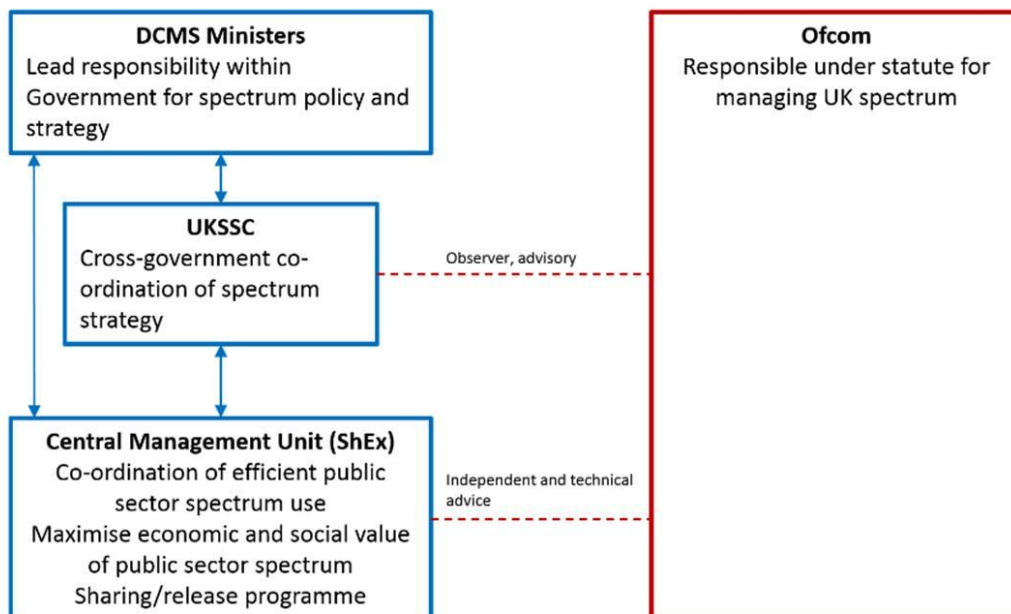 DCMS Ministers
Lead responsibility within
Government for spectrum policy and
strategy
Ofcom
Responsible under statute for
managing UK spectrum
UKSSC
Cross-government co-
ordination of spectrum
strategy
Observer, advisory
Central Management Unit (ShEx)
Co-ordination of efficient public
sector spectrum use
Maximise economic and social value
of public sector spectrum
Sharing/release programme
Independent and technical
advice